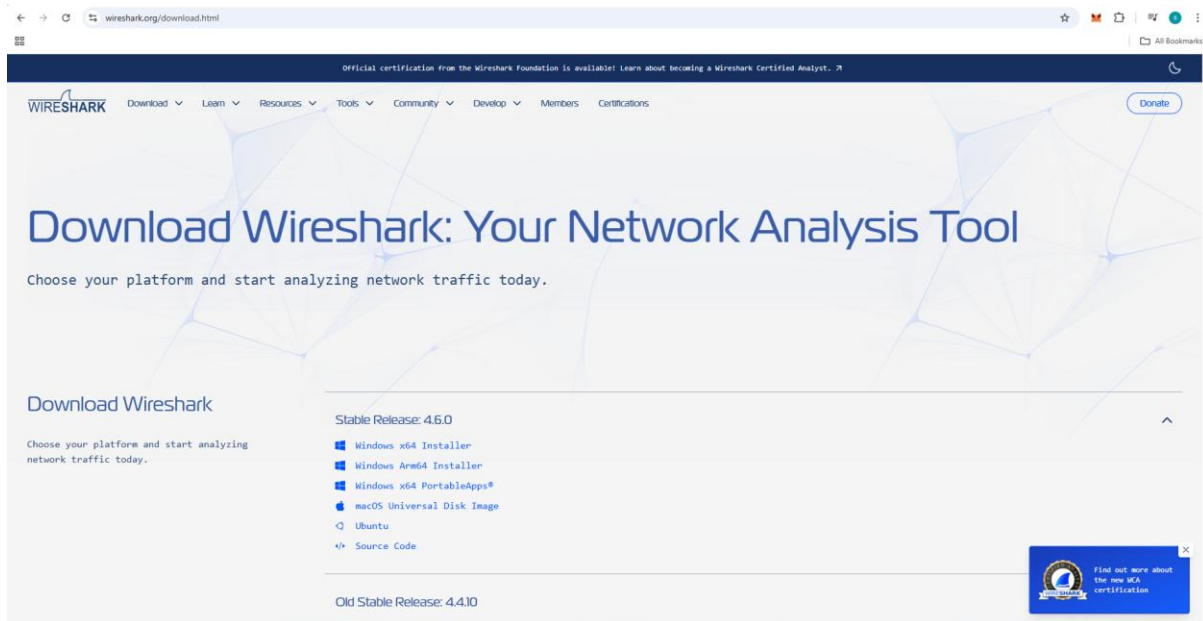 wireshark.org/download.html
All Bookmarks
Official certification from the Wireshark Foundation is available! Learn about becoming a Wireshark Certified Analyst.
WIRESHARK Download Learn Resources Tools Community Develop Members Certifications Donate
Download Wireshark: Your Network Analysis Tool
Choose your platform and start analyzing network traffic today.
Download Wireshark
Choose your platform and start analyzing
network traffic today.
Stable Release: 4.6.0
Windows x64 Installer
Windows Arm64 Installer
Windows x64 PortableApps®
macOS Universal Disk Image
Ubuntu
Source Code
Old Stable Release: 4.4.10
Find out more about
the new WCA
certification
WIRESHARK